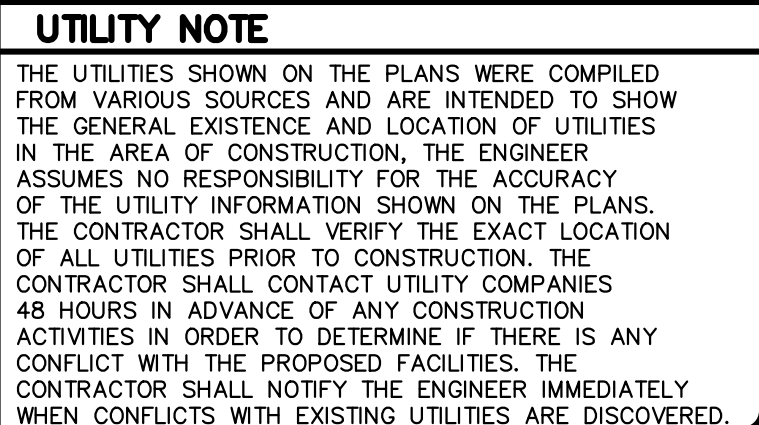 UTILITY NOTE
THE UTILITIES SHOWN ON THE PLANS WERE COMPILED
FROM VARIOUS SOURCES AND ARE INTENDED TO SHOW
THE GENERAL EXISTENCE AND LOCATION OF UTILITIES
IN THE AREA OF CONSTRUCTION, THE ENGINEER
ASSUMES NO RESPONSIBILITY FOR THE ACCURACY
OF THE UTILITY INFORMATION SHOWN ON THE PLANS.
THE CONTRACTOR SHALL VERIFY THE EXACT LOCATION
OF ALL UTILITIES PRIOR TO CONSTRUCTION. THE
CONTRACTOR SHALL CONTACT UTILITY COMPANIES
48 HOURS IN ADVANCE OF ANY CONSTRUCTION
ACTIVITIES IN ORDER TO DETERMINE IF THERE IS ANY
CONFLICT WITH THE PROPOSED FACILITIES. THE
CONTRACTOR SHALL NOTIFY THE ENGINEER IMMEDIATELY
WHEN CONFLICTS WITH EXISTING UTILITIES ARE DISCOVERED.